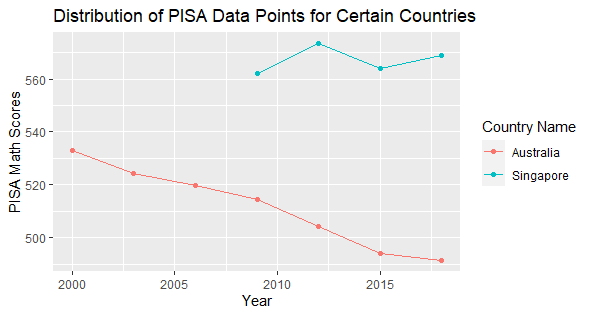 Distribution of PISA Data Points for Certain Countries
PISA Math Scores
560
540
520
500
2000
2005
2010
2015
Year
Country Name
Australia
Singapore